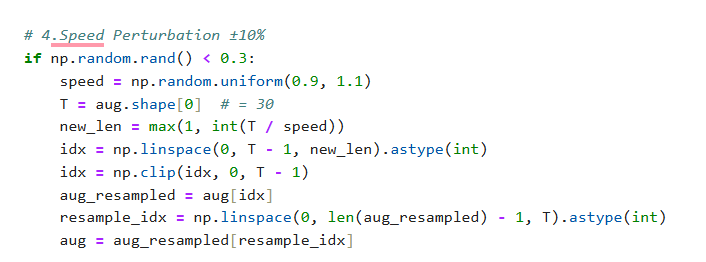 # 4.Speed Perturbation ±10%
if np.random.rand() < 0.3:
    speed = np.random.uniform(0.9, 1.1)
    T = aug.shape[0]  # = 30
    new_len = max(1, int(T / speed))
    idx = np.linspace(0, T - 1, new_len).astype(int)
    idx = np.clip(idx, 0, T - 1)
    aug_resampled = aug[idx]
    resample_idx = np.linspace(0, len(aug_resampled) - 1, T).astype(int)
    aug = aug_resampled[resample_idx]